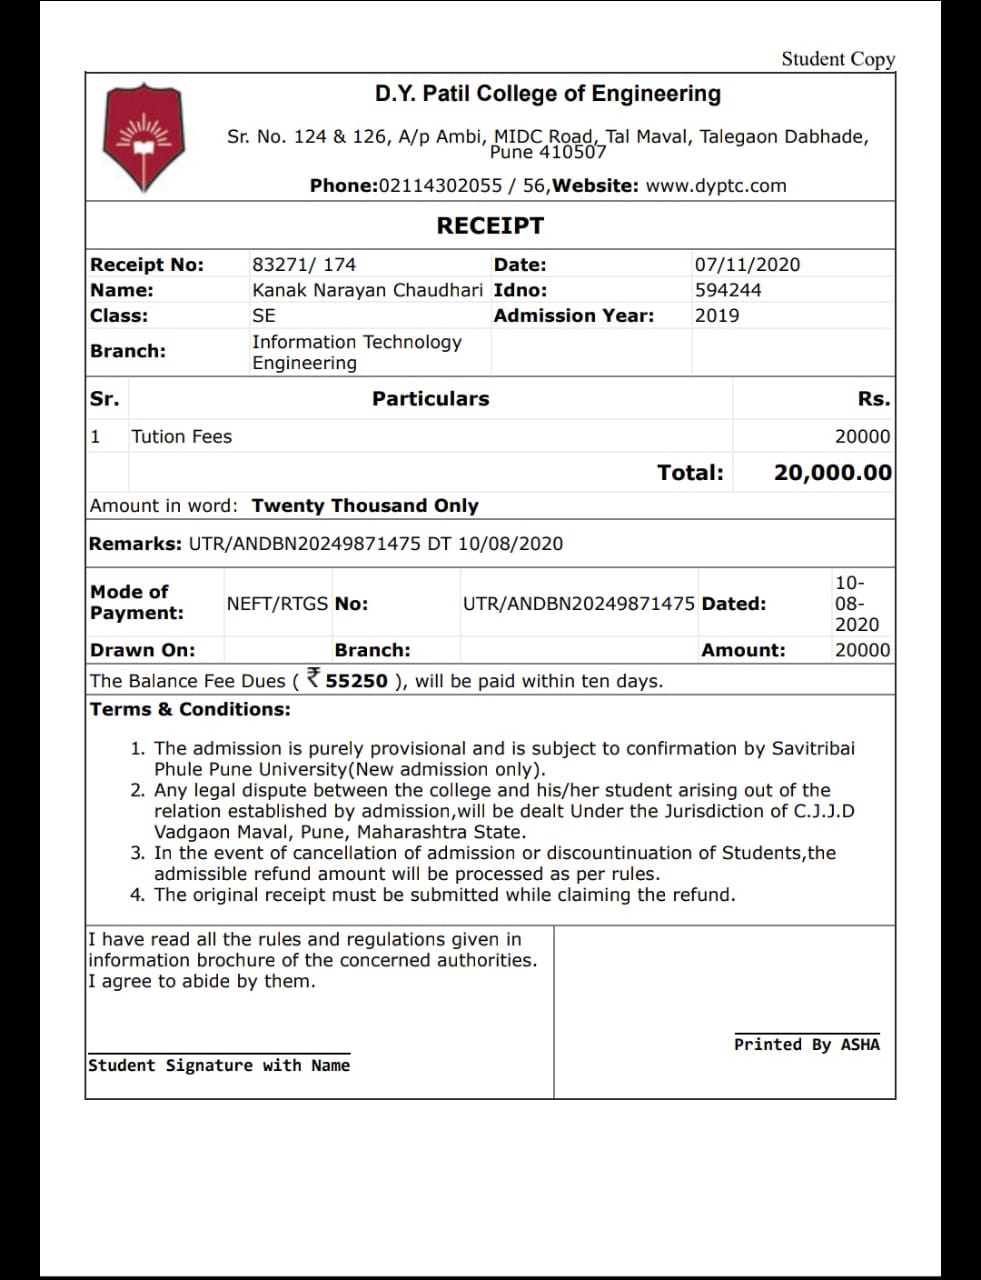 Student Copy
D.Y. Patil College of Engineering
Sr. No. 124 & 126, A/p Ambi, MIDC Road, Tal Maval, Talegaon Dabhade,
Pune 410507
Phone:02114302055 / 56,Website: www.dyptc.com
RECEIPT
Receipt No: 83271/ 174 Date: 07/11/2020
Name: Kanak Narayan Chaudhari Idno: 594244
Class: SE Admission Year: 2019
Branch: Information Technology
Engineering
Sr. Particulars Rs.
1 Tution Fees 20000
Total: 20,000.00
Amount in word: Twenty Thousand Only
Remarks: UTR/ANDBN20249871475 DT 10/08/2020
Mode of
Payment: NEFT/RTGS No: UTR/ANDBN20249871475 Dated: 10-
08-
2020
Drawn On: Branch: Amount: 20000
The Balance Fee Dues ( ₹ 55250 ), will be paid within ten days.
Terms & Conditions:
1. The admission is purely provisional and is subject to confirmation by Savitribai
Phule Pune University(New admission only).
2. Any legal dispute between the college and his/her student arising out of the
relation established by admission,will be dealt Under the Jurisdiction of C.J.J.D
Vadgaon Maval, Pune, Maharashtra State.
3. In the event of cancellation of admission or discountinuation of Students,the
admissible refund amount will be processed as per rules.
4. The original receipt must be submitted while claiming the refund.
I have read all the rules and regulations given in
information brochure of the concerned authorities.
I agree to abide by them.
Student Signature with Name
Printed By ASHA